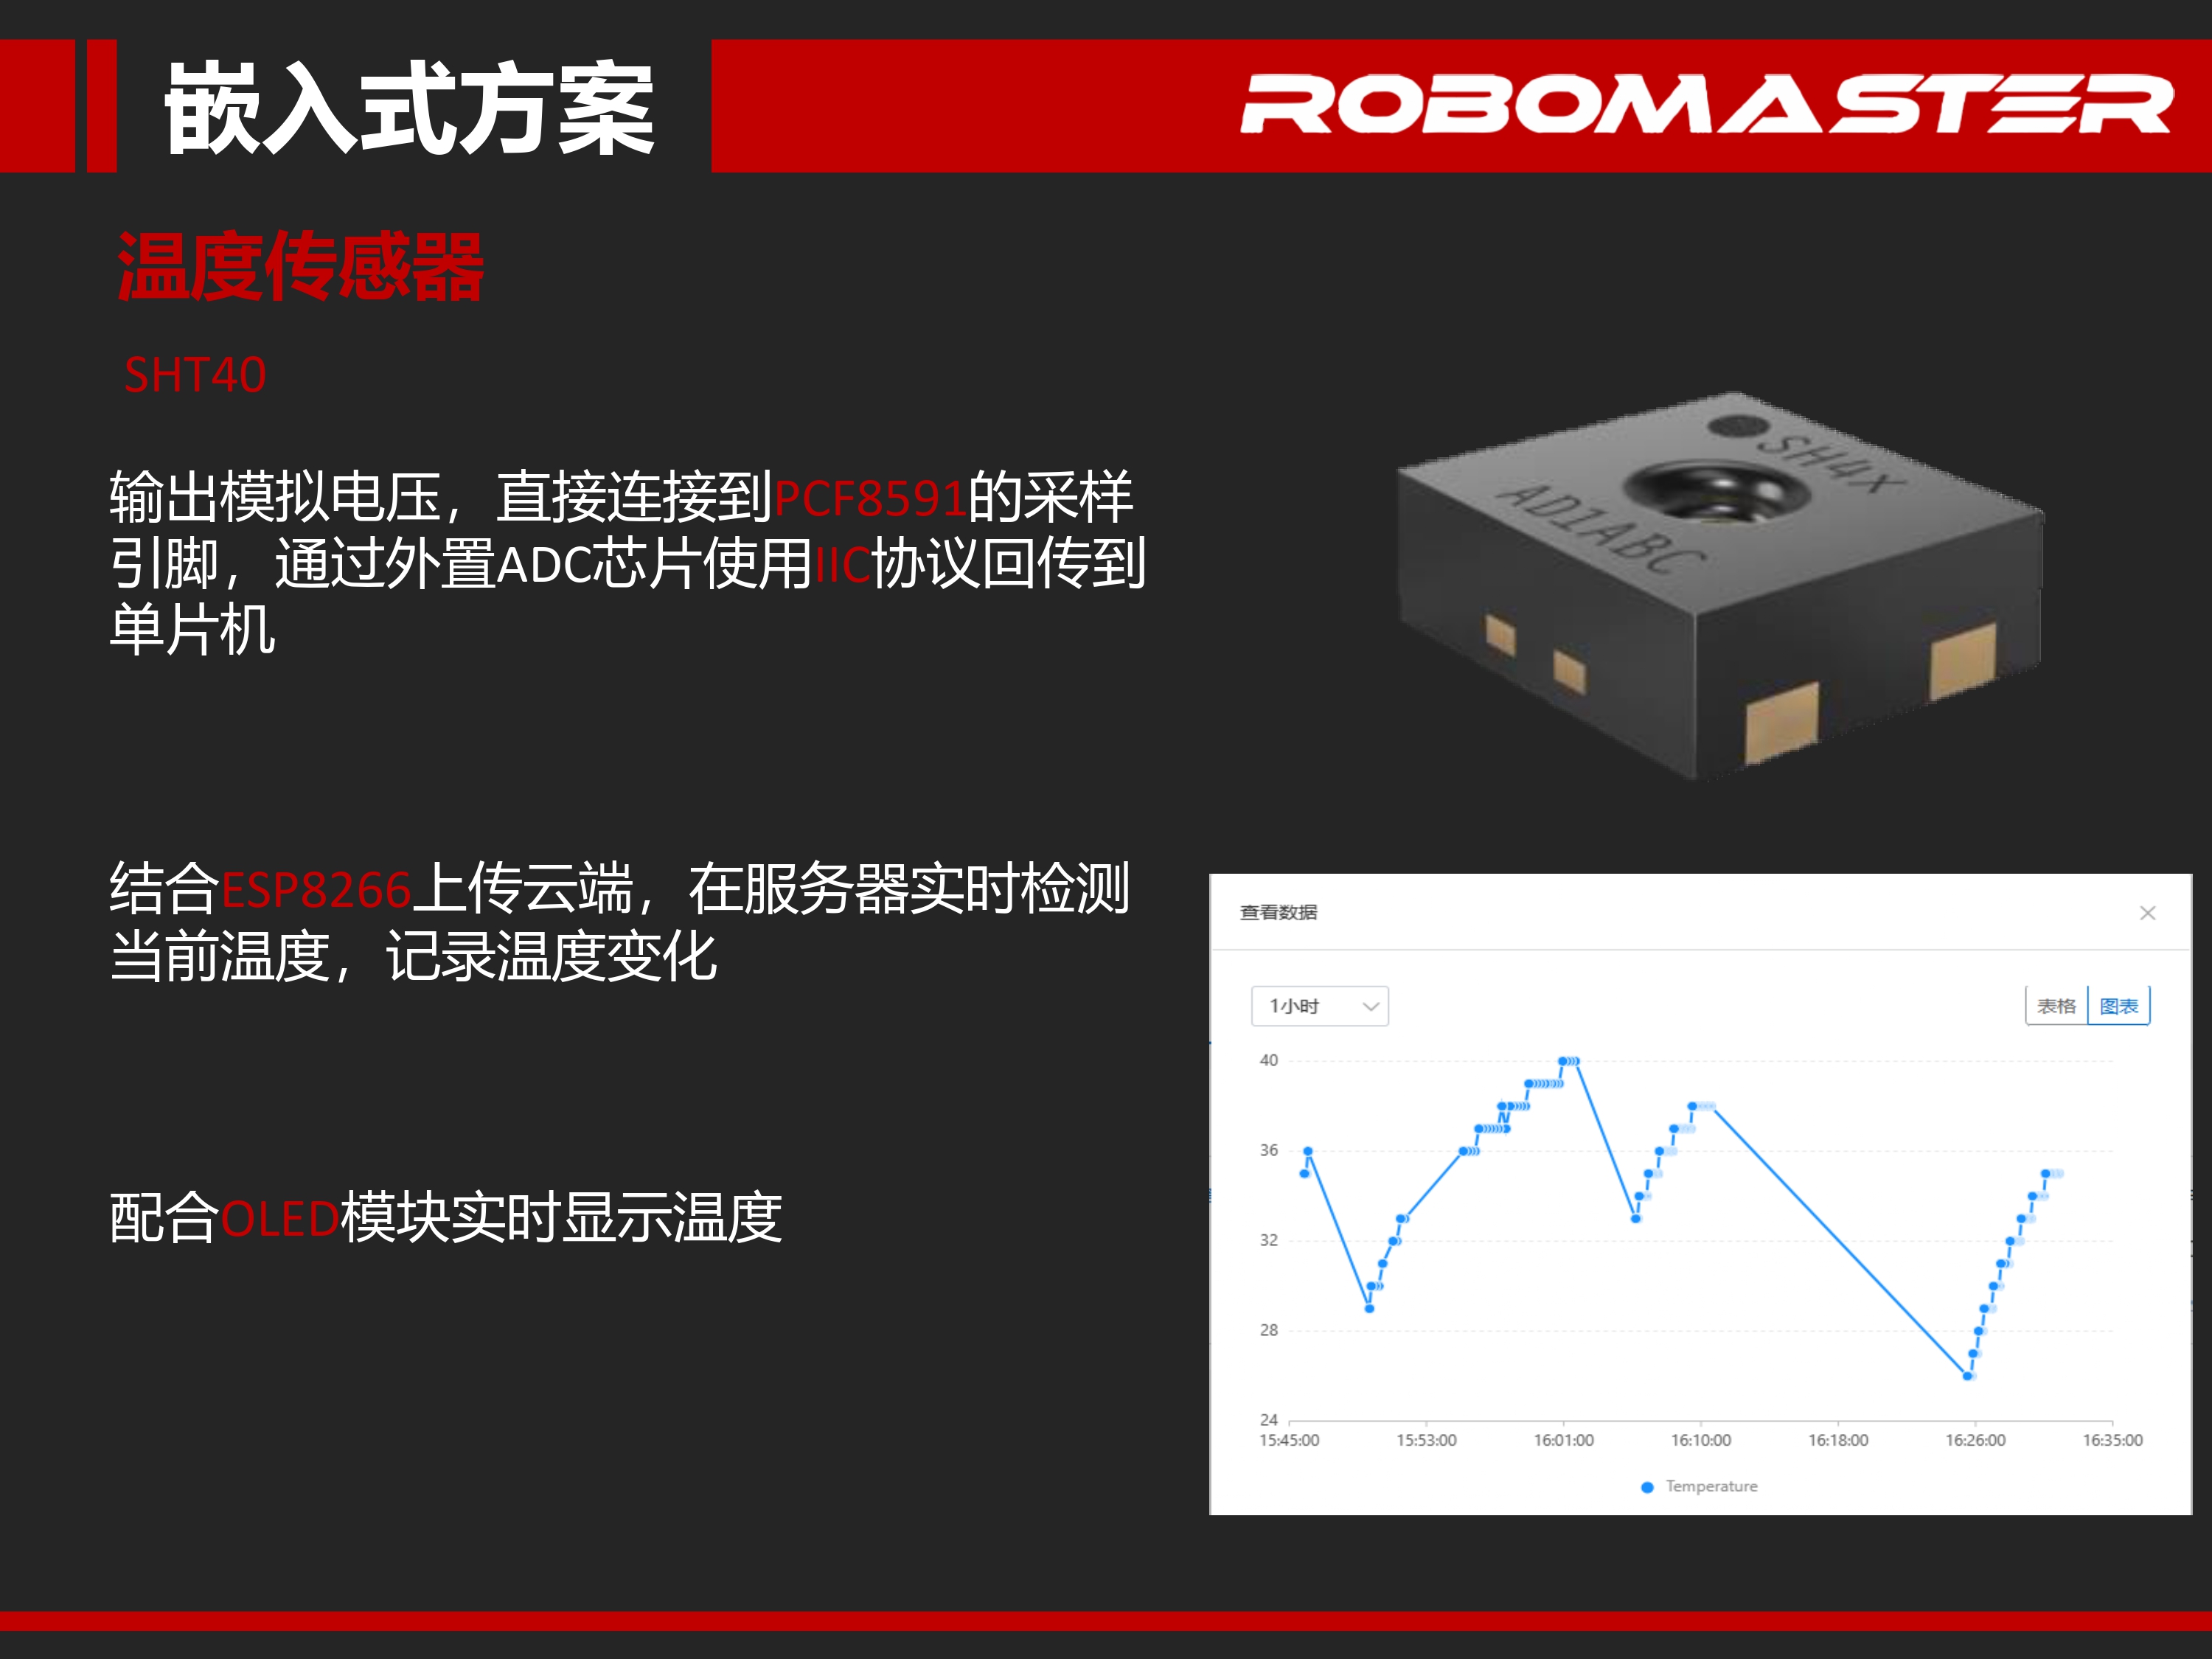 嵌入式方案
ROBOMASTER
温度传感器
SHT40
输出模拟电压，直接连接到PCF8591的采样
引脚，通过外置ADC芯片使用IIC协议回传到
单片机
SH4X
AD1ABC
结合ESP8266上传云端，在服务器实时检测
当前温度，记录温度变化
配合OLED模块实时显示温度
查看数据
1小时
表格 图表
40
36
32
28
24
15:45:00 15:53:00 16:01:00 16:10:00 16:18:00 16:26:00 16:35:00
Temperature